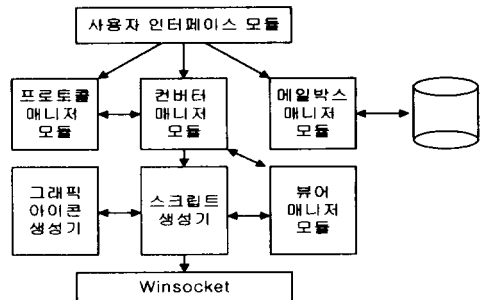 사용자 인터페이스 모듈
프로토콜
매니저
모듈
컨버터
매니저
모듈
메일박스
매니저
모듈
그래픽
아이콘
생성기
스크립트
생성기
뷰어
매니저
모듈
Winsocket